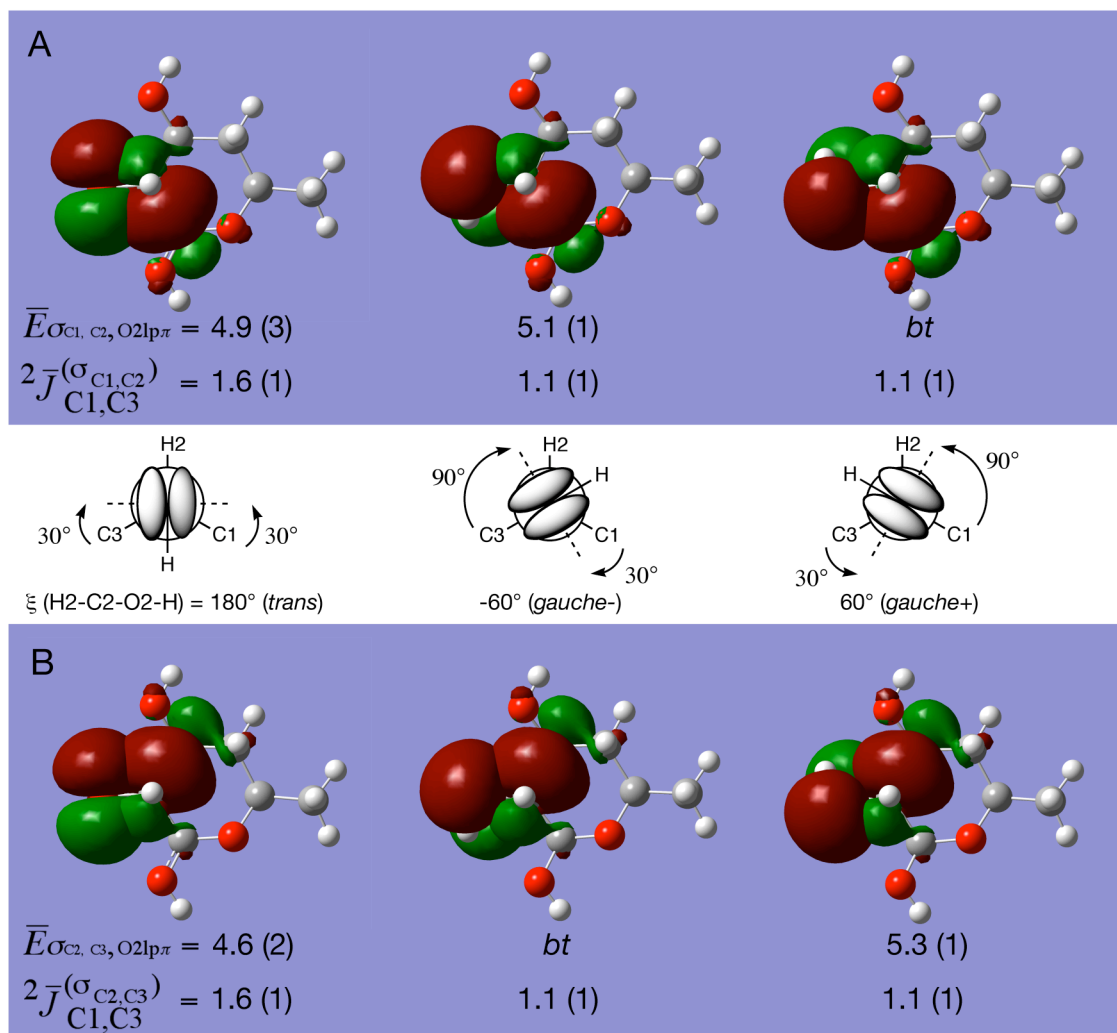 A
E̅σC1, C2, O2lpπ = 4.9 (3) 5.1 (1) bt
2J̅(σC1,C2)C1,C3 = 1.6 (1) 1.1 (1) 1.1 (1)
H2 H2 H2
90° H H 90°
30° C3 C1 30° C3 C1 C3 C1
H 30° 30°
ξ (H2-C2-O2-H) = 180° (trans) -60° (gauche-) 60° (gauche+)
B
E̅σC2, C3, O2lpπ = 4.6 (2) bt 5.3 (1)
2J̅(σC2,C3)C1,C3 = 1.6 (1) 1.1 (1) 1.1 (1)